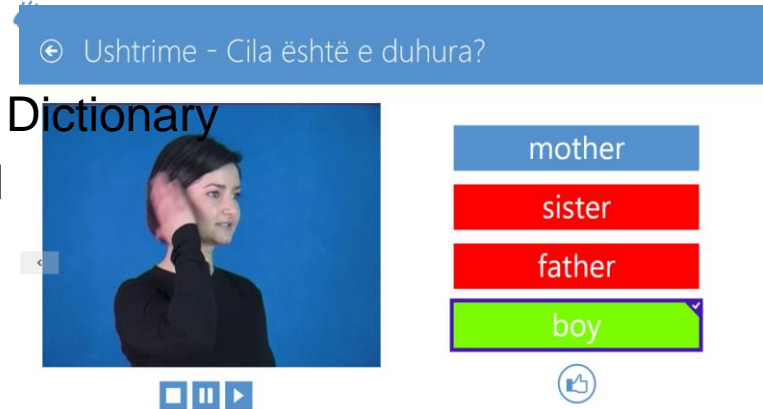 Ushtrime - Cila është e duhura?
Dictionary
mother
sister
father
boy